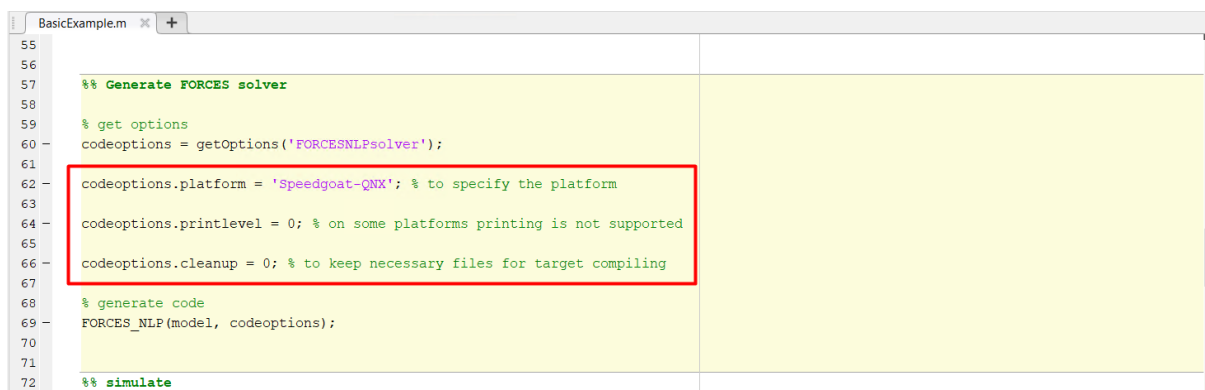 BasicExample.m × +
55
56
57 %% Generate FORCES solver
58
59 % get options
60 – codeoptions = getOptions('FORCESNLPsolver');
61
62 – codeoptions.platform = 'Speedgoat-QNX'; % to specify the platform
63
64 – codeoptions.printlevel = 0; % on some platforms printing is not supported
65
66 – codeoptions.cleanup = 0; % to keep necessary files for target compiling
67
68 % generate code
69 – FORCES_NLP(model, codeoptions);
70
71
72 %% simulate